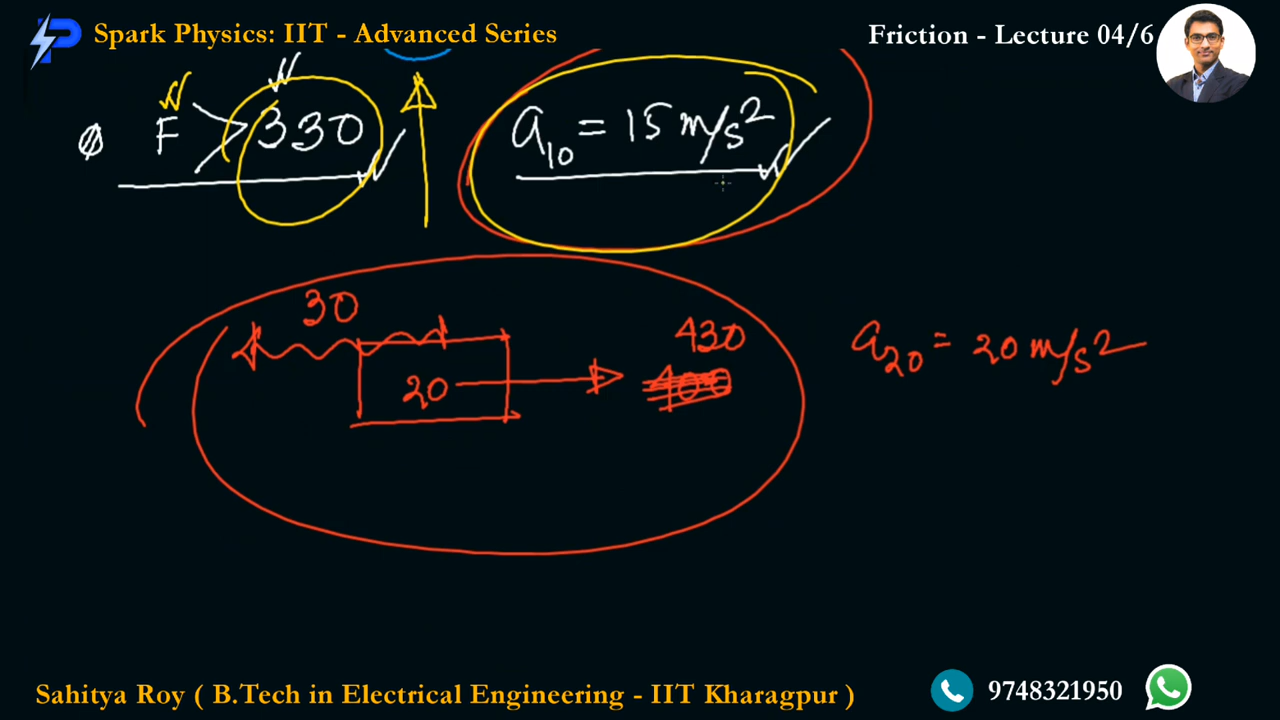 Spark Physics: IIT - Advanced Series
Friction - Lecture 04/6
F > 330
a₁₀ = 15 m/s²
30
20
430
400
a₂₀ = 20 m/s²
Sahitya Roy ( B.Tech in Electrical Engineering - IIT Kharagpur )
9748321950